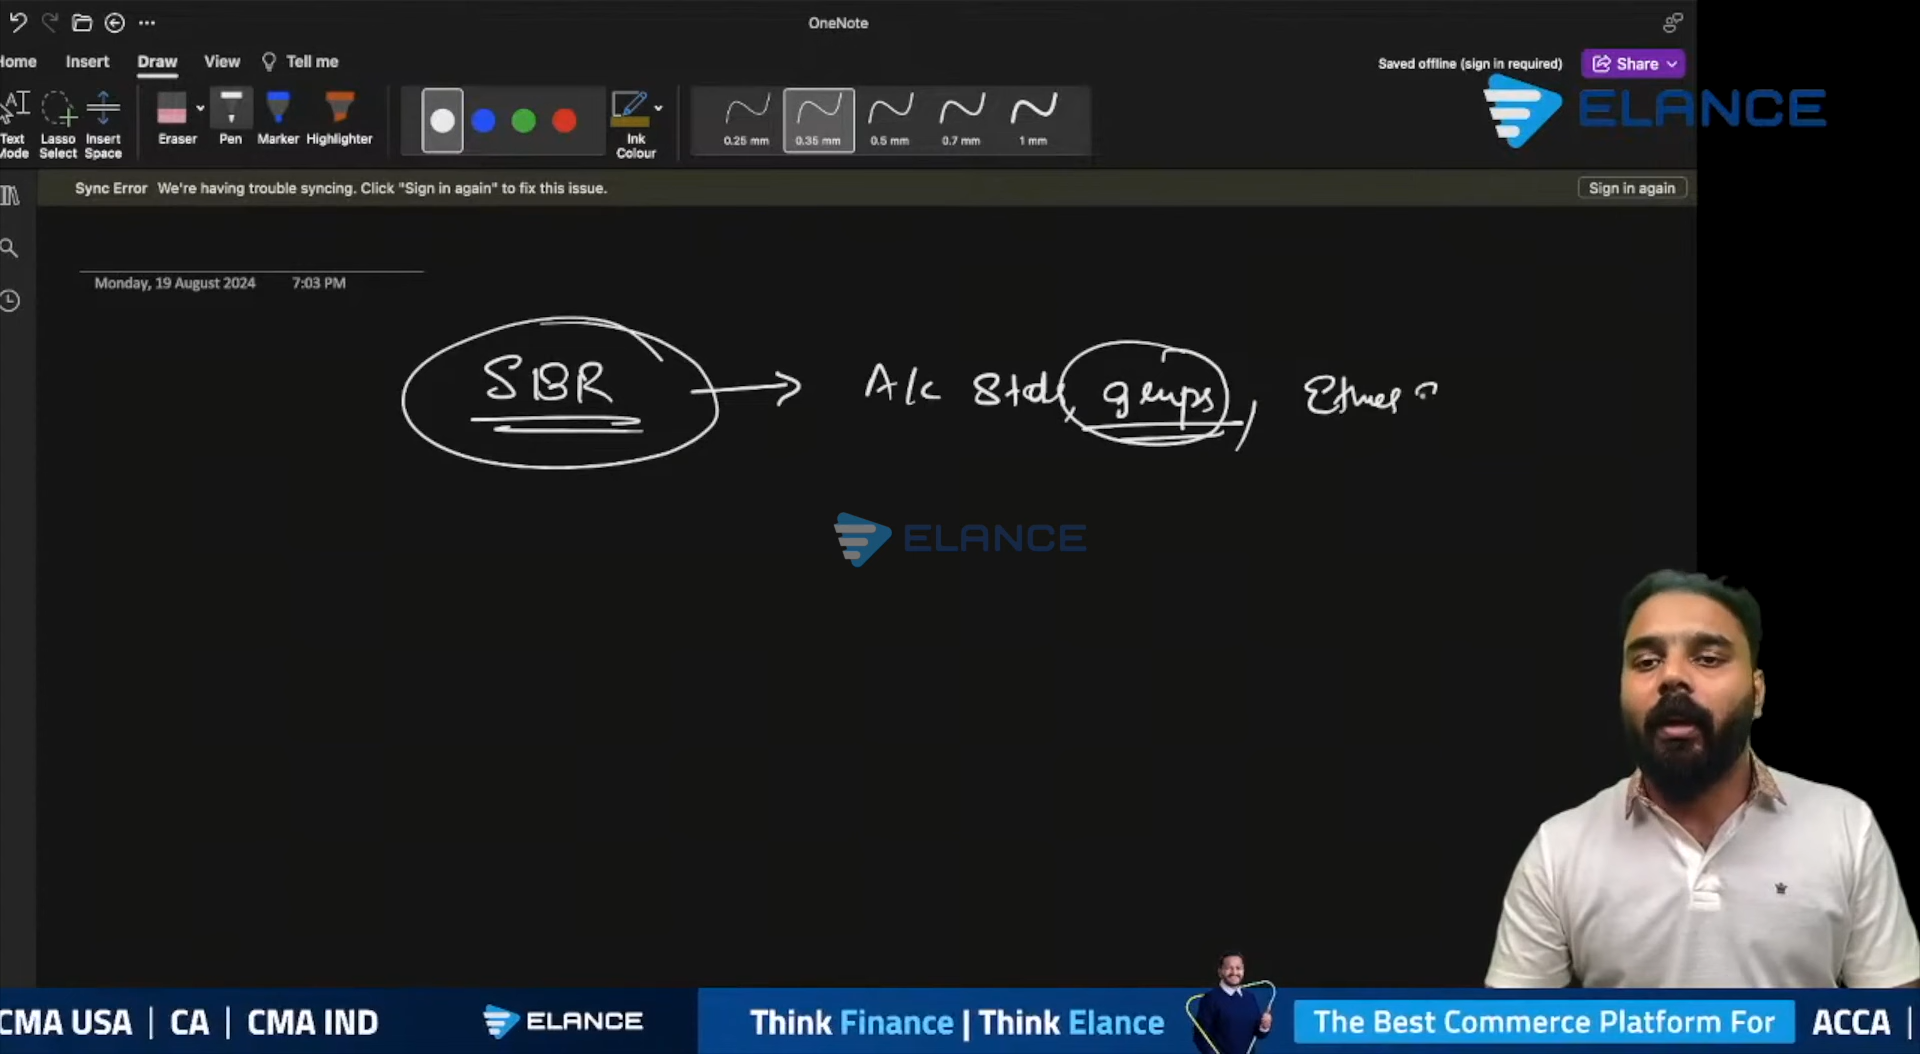 OneNote
Home Insert Draw View Tell me
Saved offline (sign in required) Share
Text Mode
Lasso Select
Insert Space
Eraser
Pen
Marker
Highlighter
Ink Colour
0.25 mm
0.35 mm
0.5 mm
0.7 mm
1 mm
ELANCE
Sync Error We're having trouble syncing. Click "Sign in again" to fix this issue.
Sign in again
Monday, 19 August 2024 7:03 PM
SBR → A/c Stds,
ELANCE
CMA USA | CA | CMA IND
ELANCE
Think Finance | Think Elance
The Best Commerce Platform For
ACCA |